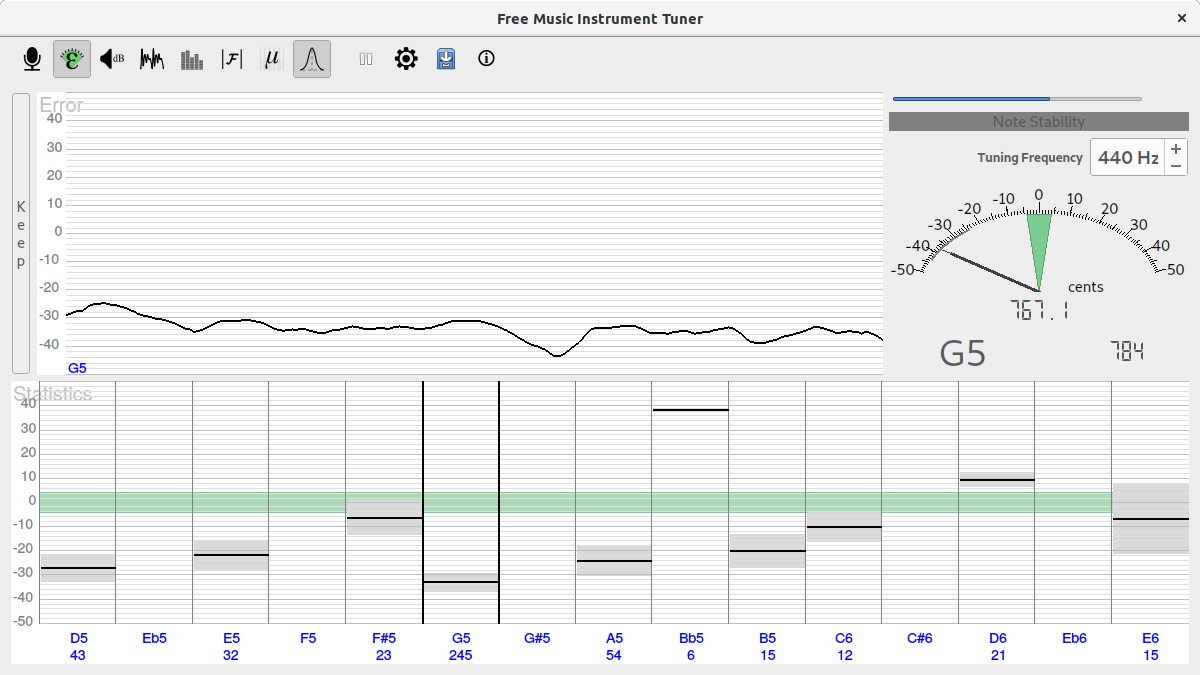 Free Music Instrument Tuner
dB
ε
|F|
μ
Keep
Error
40
30
20
10
0
-10
-20
-30
-40
G5
Note Stability
Tuning Frequency 440 Hz + −
-50 -40 -30 -20 -10 0 10 20 30 40 50
cents
767.1
G5 784
Statistics
40
30
20
10
0
-10
-20
-30
-40
-50
D5 Eb5 E5 F5 F#5 G5 G#5 A5 Bb5 B5 C6 C#6 D6 Eb6 E6
43 32 23 245 54 6 15 12 21 15